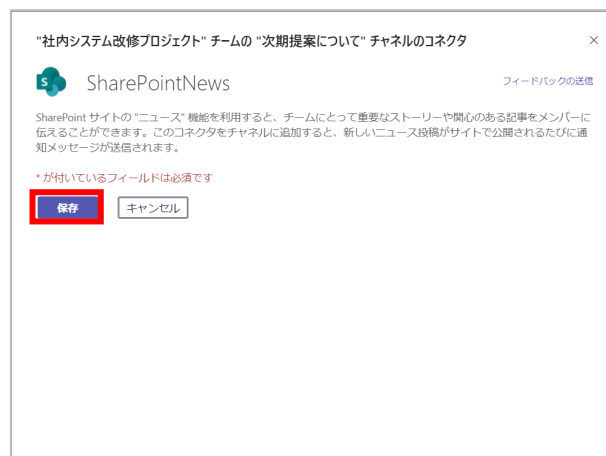 "社内システム改修プロジェクト" チームの "次期提案について" チャネルのコネクタ
SharePointNews
フィードバックの送信
SharePoint サイトの "ニュース" 機能を利用すると、チームにとって重要なストーリーや関心のある記事をメンバーに
伝えることができます。このコネクタをチャネルに追加すると、新しいニュース投稿がサイトで公開されるたびに通
知メッセージが送信されます。
* が付いているフィールドは必須です
保存
キャンセル